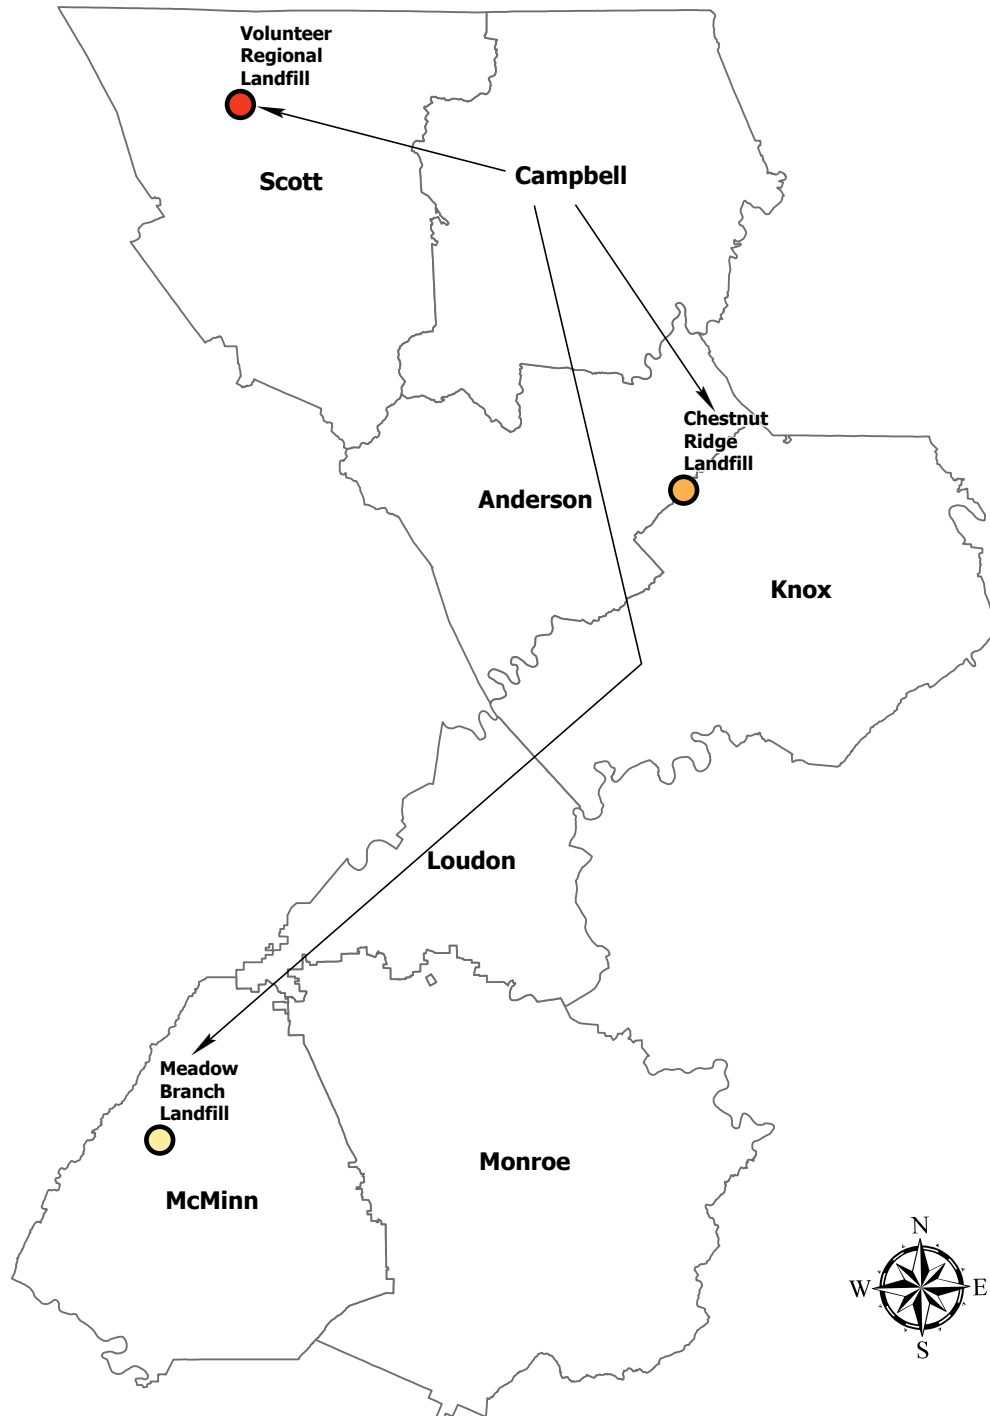 Volunteer
Regional
Landfill
Scott
Campbell
Chestnut
Ridge
Landfill
Anderson
Knox
Loudon
Meadow
Branch
Landfill
McMinn
Monroe
N
W
E
S